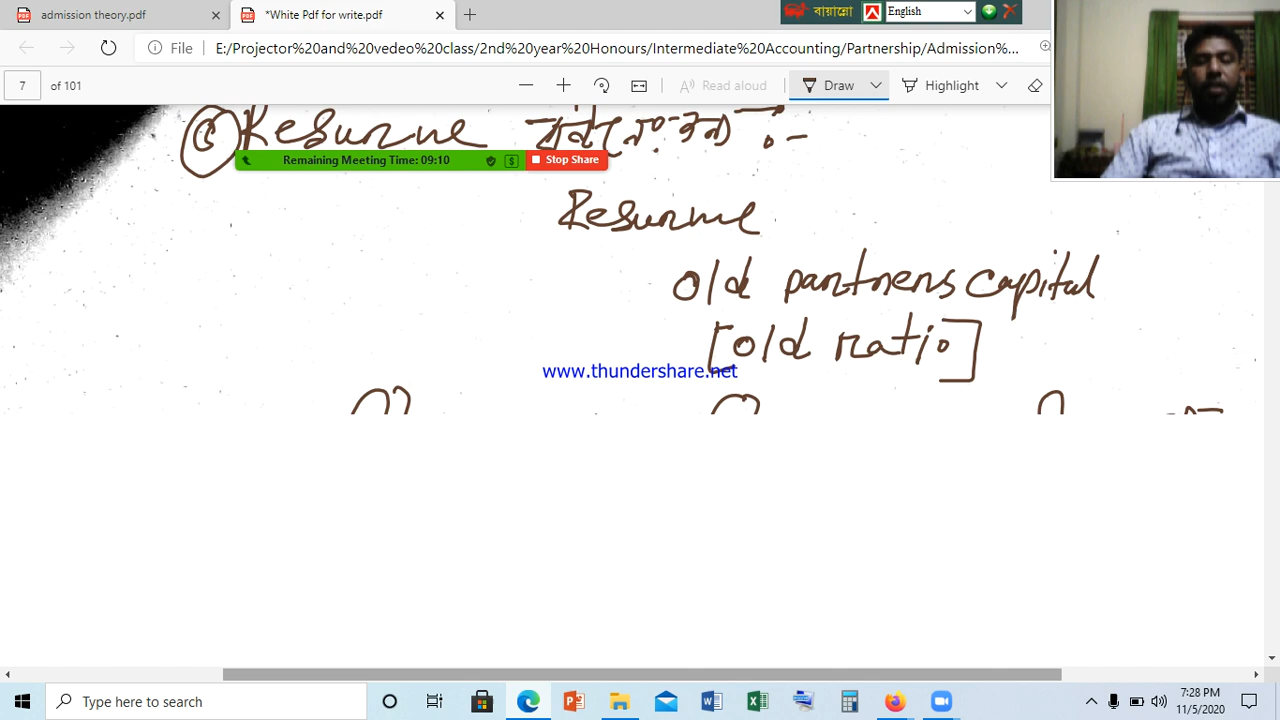 admission theory.pdf
*White Pdf for write.pdf
বায়ান্নো English
File E:/Projector%20and%20vedeo%20class/2nd%20year%20Honours/Intermediate%20Accounting/Partnership/Admission%...
7 of 101
Read aloud Draw Highlight
Reserve :-
Remaining Meeting Time: 09:10 $ Stop Share
Reserve
old partners capital
[old ratio]
www.thundershare.net
Type here to search
7:28 PM
11/5/2020